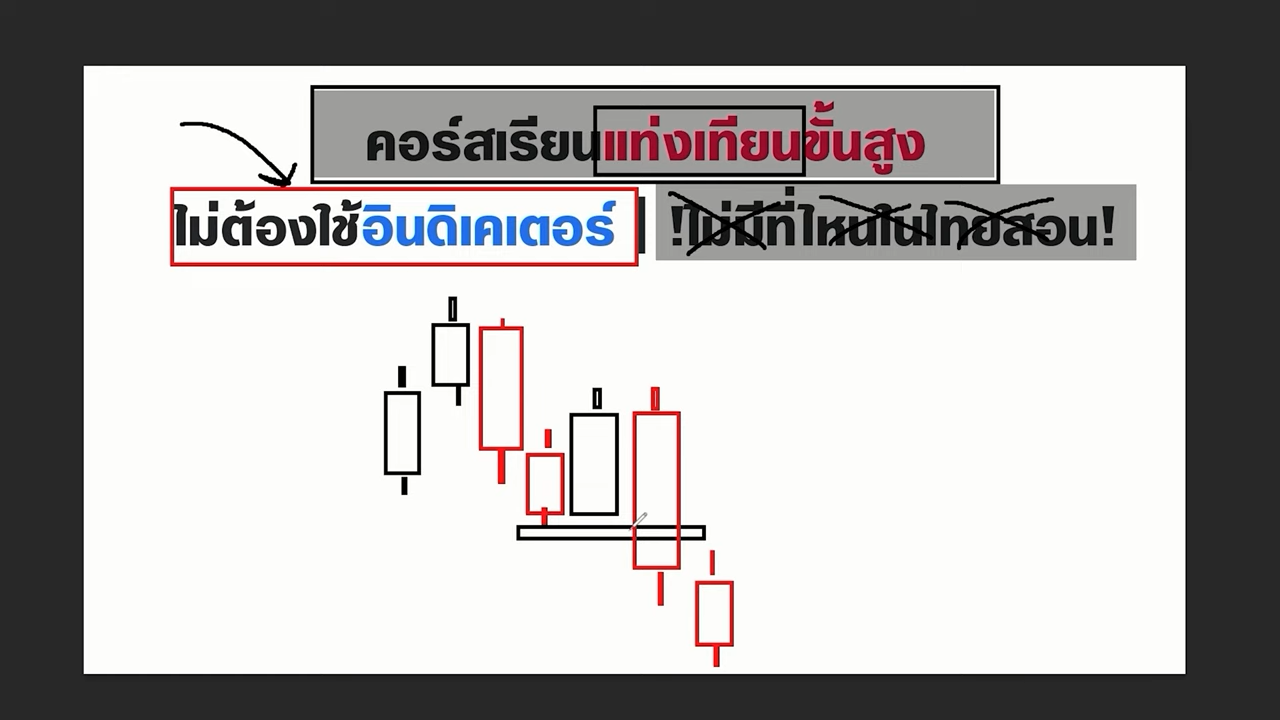 คอร์สเรียนแท่งเทียนขั้นสูง
ไม่ต้องใช้อินดิเคเตอร์ | !ไม่มีที่ไหนในไทยสอน!